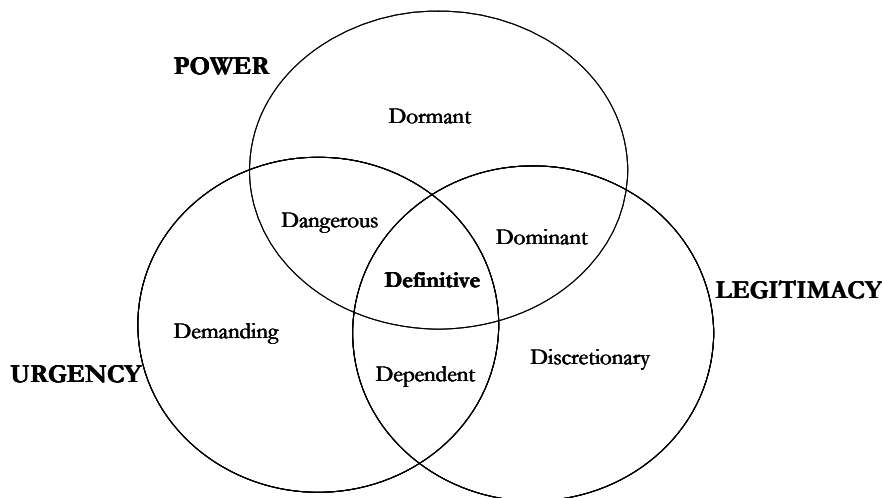 POWER
Dormant
Dangerous
Dominant
Definitive
LEGITIMACY
Demanding
Discretionary
URGENCY
Dependent